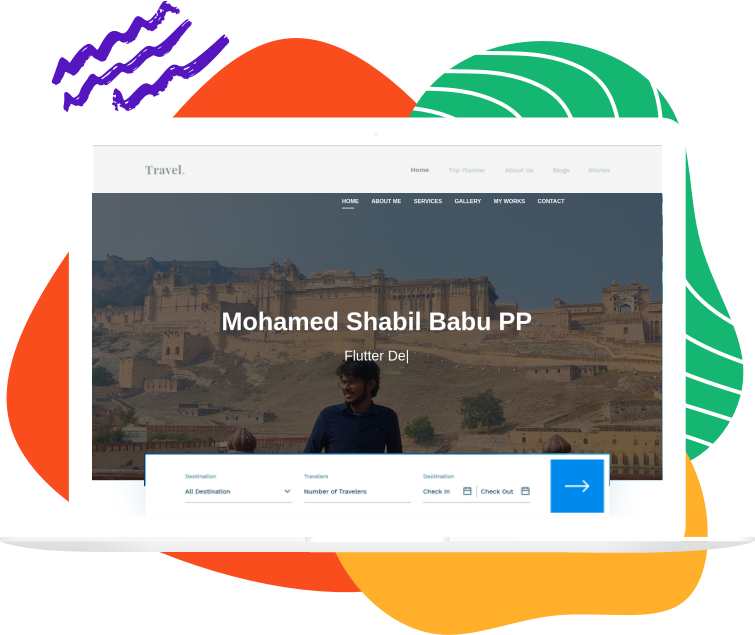 Travel.
Home Trip Planner About Us Blogs Stories
HOME ABOUT ME SERVICES GALLERY MY WORKS CONTACT
Mohamed Shabil Babu PP
Flutter De|
Destination Travelers Destination
All Destination Number of Travelers Check In Check Out